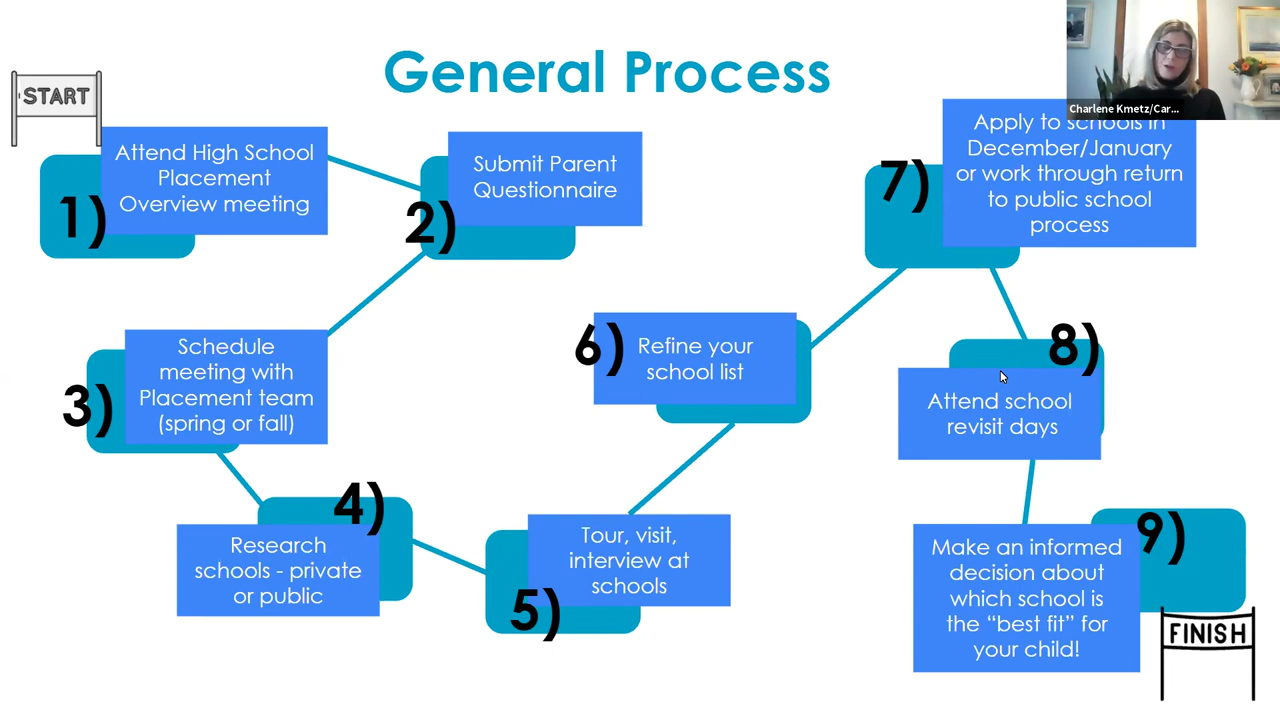 General Process
START
Charlene Kmetz/Car...
1)
Attend High School
Placement
Overview meeting
2)
Submit Parent
Questionnaire
3)
Schedule
meeting with
Placement team
(spring or fall)
4)
Research
schools - private
or public
5)
Tour, visit,
interview at
schools
6)
Refine your
school list
7)
Apply to schools in
December/January
or work through return
to public school
process
8)
Attend school
revisit days
9)
Make an informed
decision about
which school is
the “best fit” for
your child!
FINISH